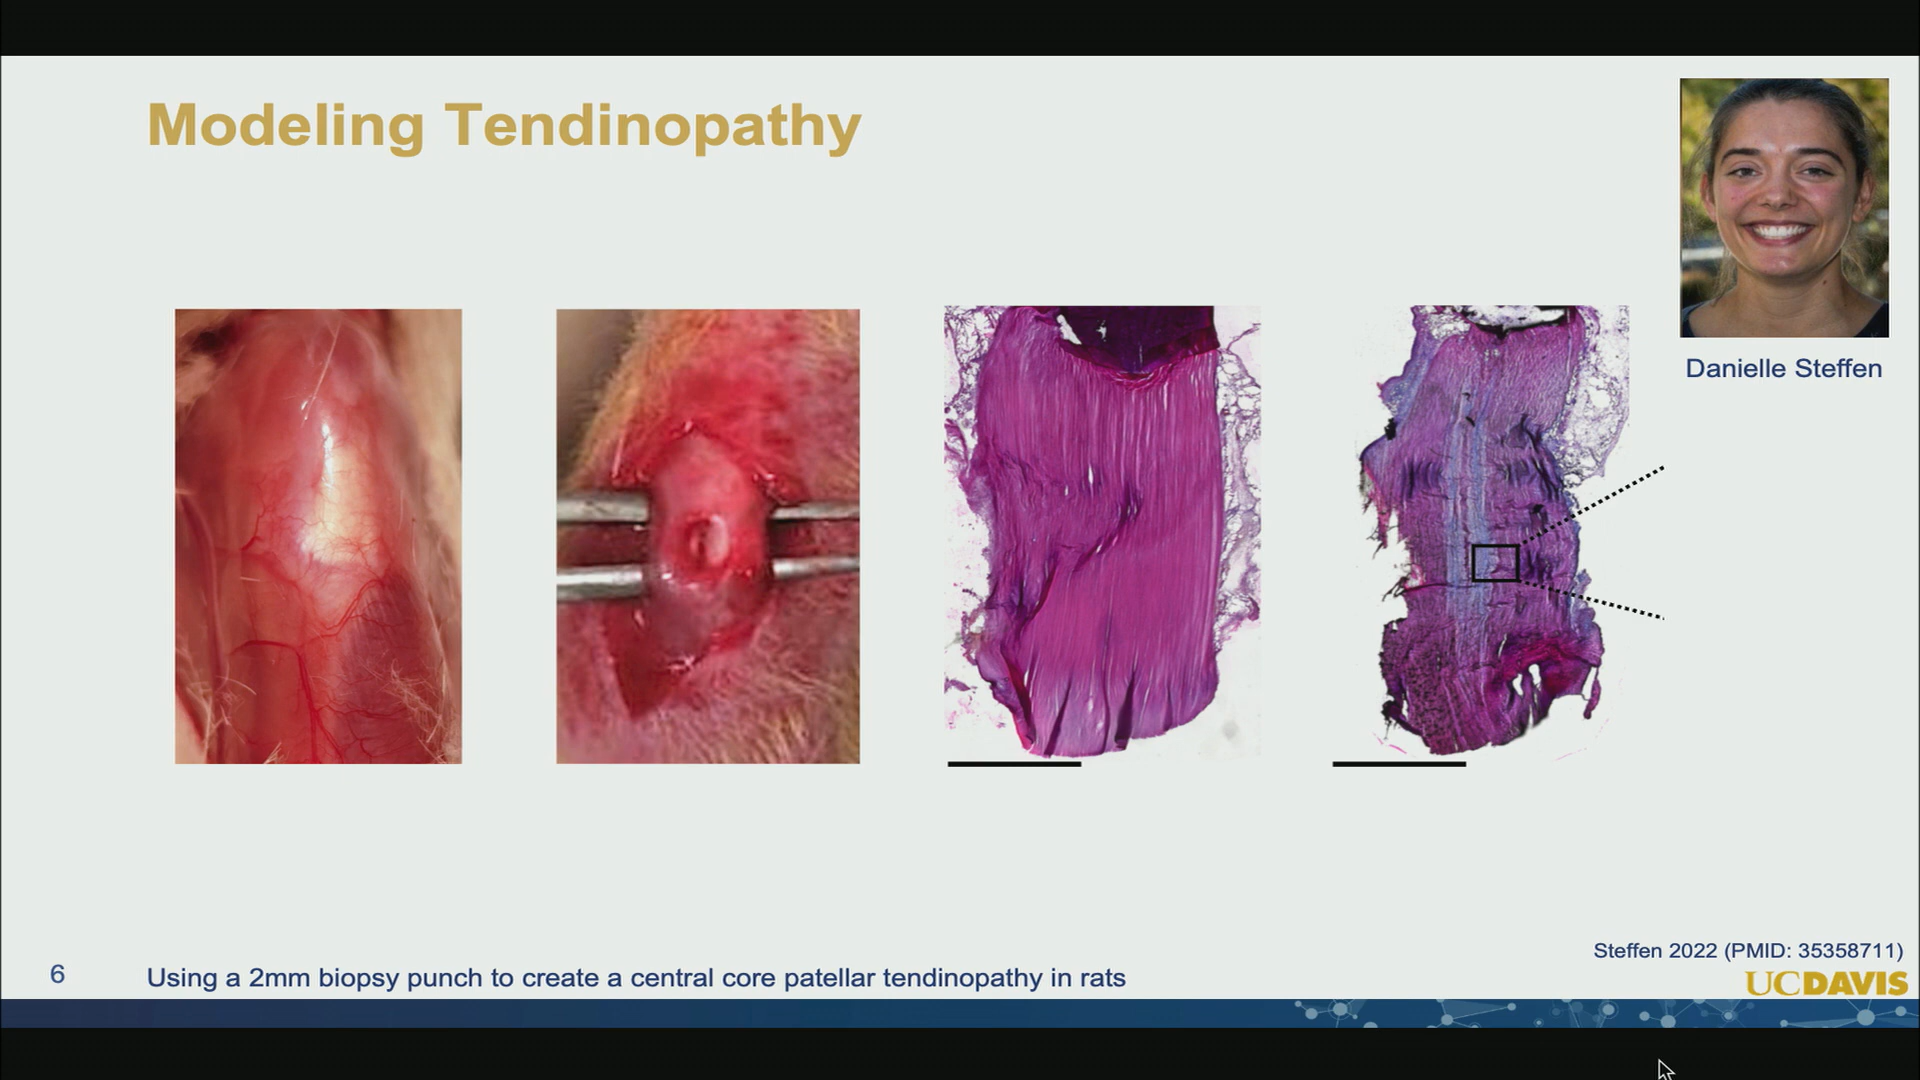 Modeling Tendinopathy
Danielle Steffen
Steffen 2022 (PMID: 35358711)
6
Using a 2mm biopsy punch to create a central core patellar tendinopathy in rats
UCDAVIS